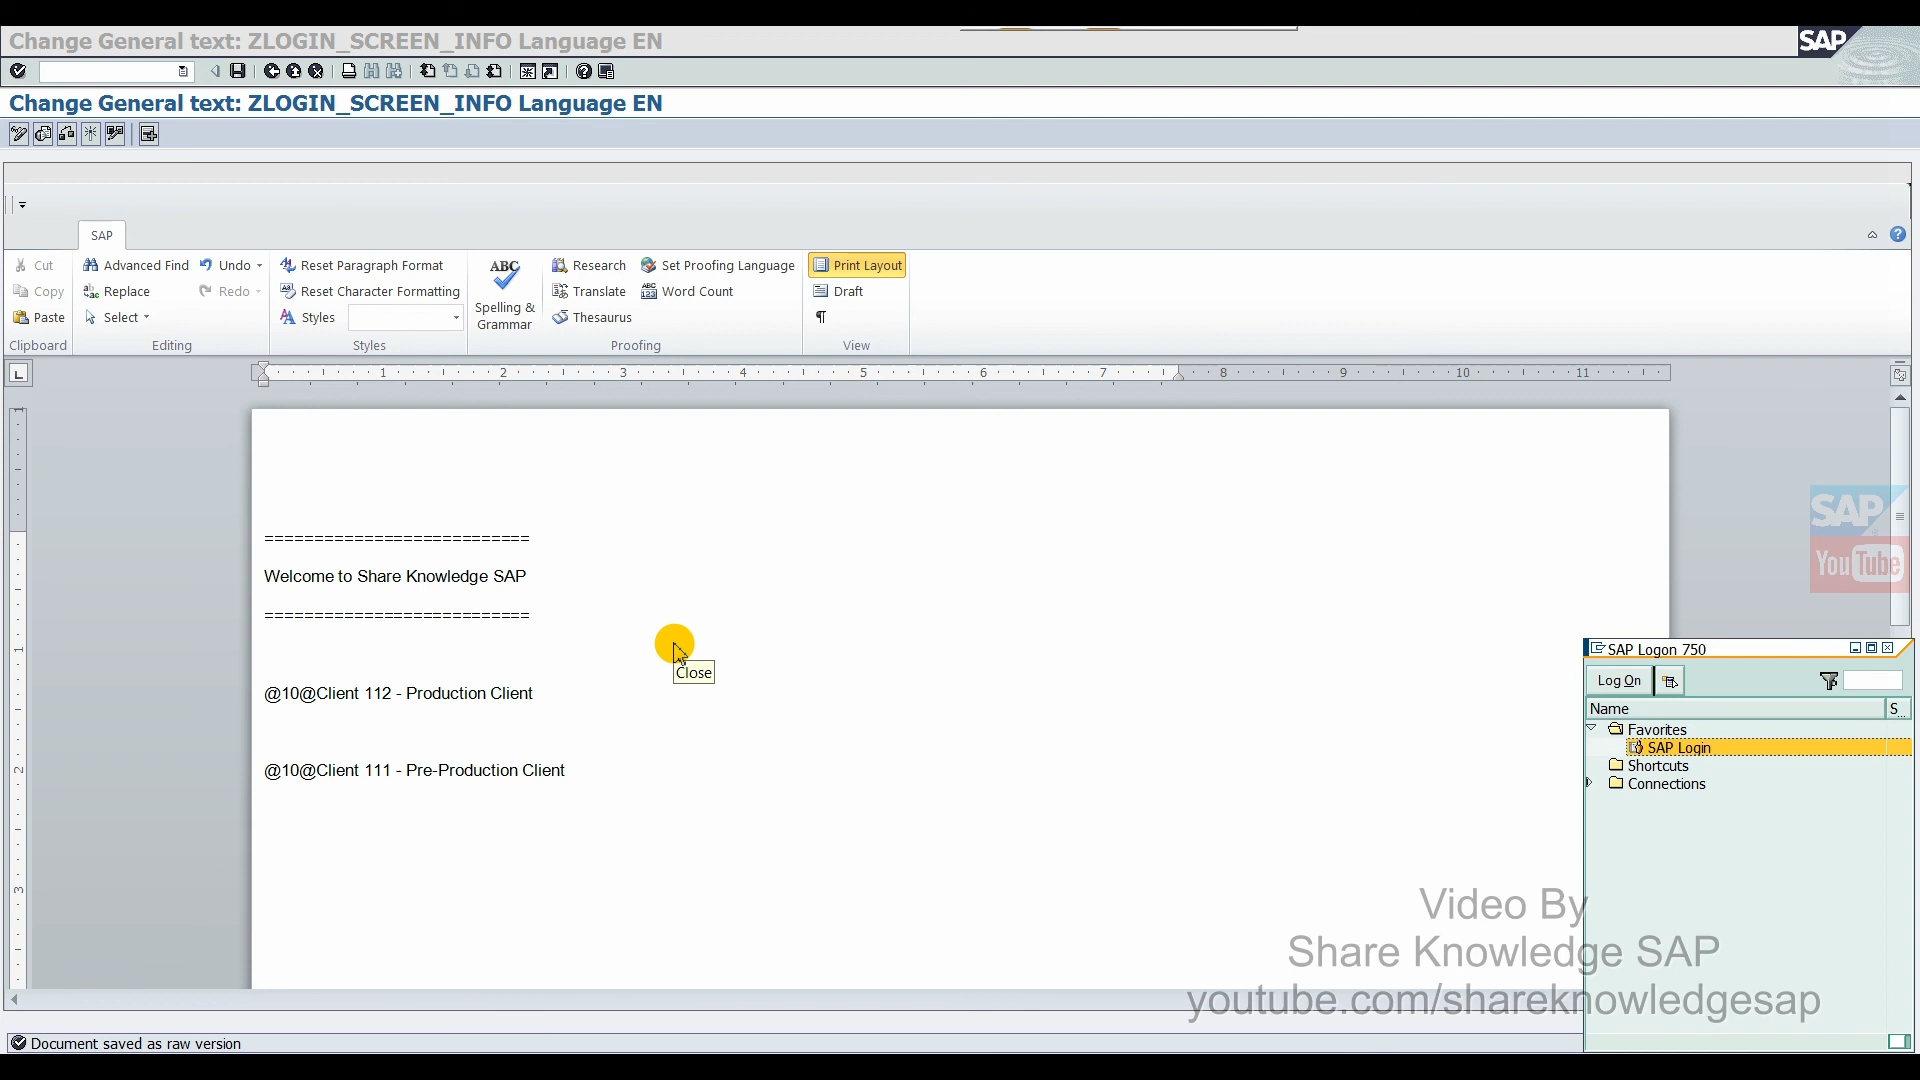 Change General text: ZLOGIN_SCREEN_INFO Language EN
SAP
Change General text: ZLOGIN_SCREEN_INFO Language EN
SAP
Cut
Advanced Find
Undo
Reset Paragraph Format
ABC
Research
Set Proofing Language
Print Layout
Copy
Replace
Redo
Reset Character Formatting
Translate
Word Count
Draft
Paste
Select
Styles
Spelling & Grammar
Thesaurus
¶
Clipboard
Editing
Styles
Proofing
View
L
1 2 3 4 5 6 7 8 9 10 11
===========================
Welcome to Share Knowledge SAP
===========================
Close
@10@Client 112 - Production Client
@10@Client 111 - Pre-Production Client
1
1
2
3
SAP
YouTube
SAP Logon 750
Log On
Name
S...
Favorites
SAP Login
Shortcuts
Connections
Video By
Share Knowledge SAP
youtube.com/shareknowledgesap
Document saved as raw version